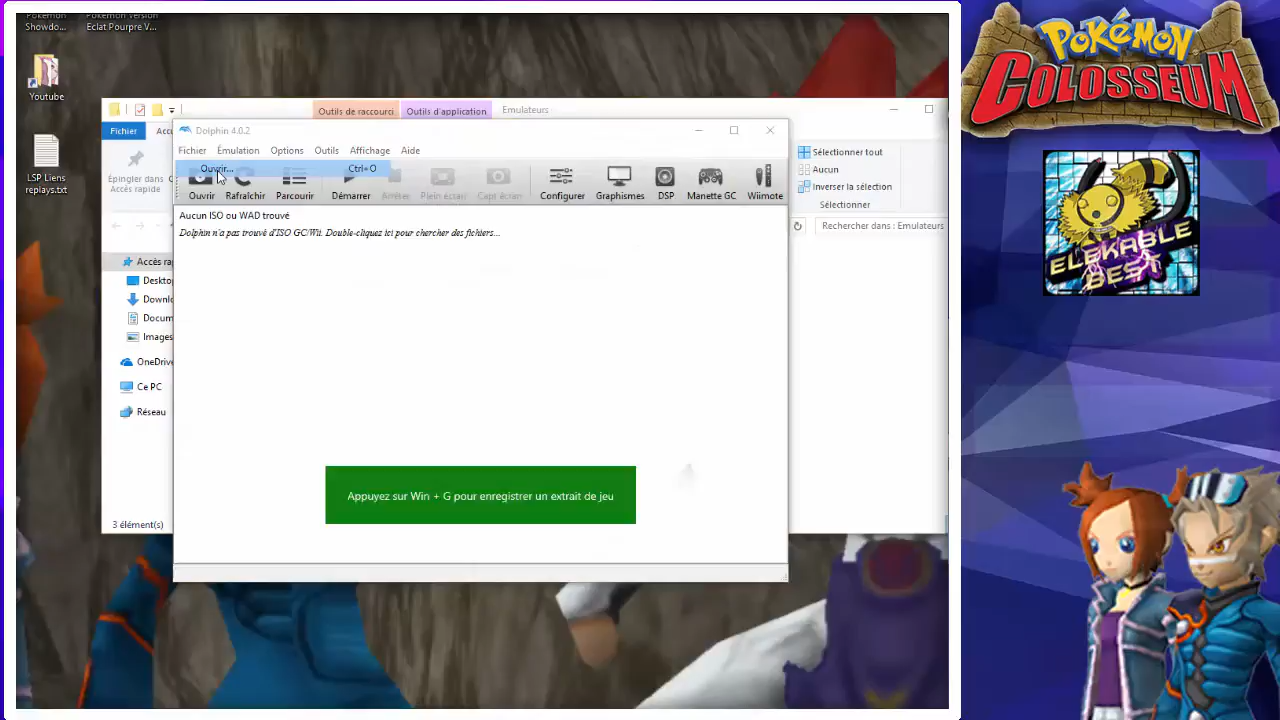 Pokémon
Showdo...
Pokémon Version
Eclat Pourpre V...
Youtube
LSP Liens
replays.txt
Outils de raccourci
Outils d'application
Emulateurs
Fichier
Épingler dans
Accès rapide
Dolphin 4.0.2
Fichier
Émulation
Options
Outils
Affichage
Aide
Ouvrir...
Ctrl+O
Ouvrir
Rafraîchir
Parcourir
Démarrer
Arrêter
Plein écran
Capt écran
Configurer
Graphismes
DSP
Manette GC
Wiimote
Aucun ISO ou WAD trouvé
Dolphin n'a pas trouvé d'ISO GC/Wii. Double-cliquez ici pour chercher des fichiers...
Sélectionner tout
Aucun
Inverser la sélection
Sélectionner
Rechercher dans : Emulateurs
Accès rap
Deskto
Downlo
Docum
Images
OneDrive
Ce PC
Réseau
3 élément(s)
Appuyez sur Win + G pour enregistrer un extrait de jeu
POKéMON
COLOSSEUM
ELEKABLE
BEST